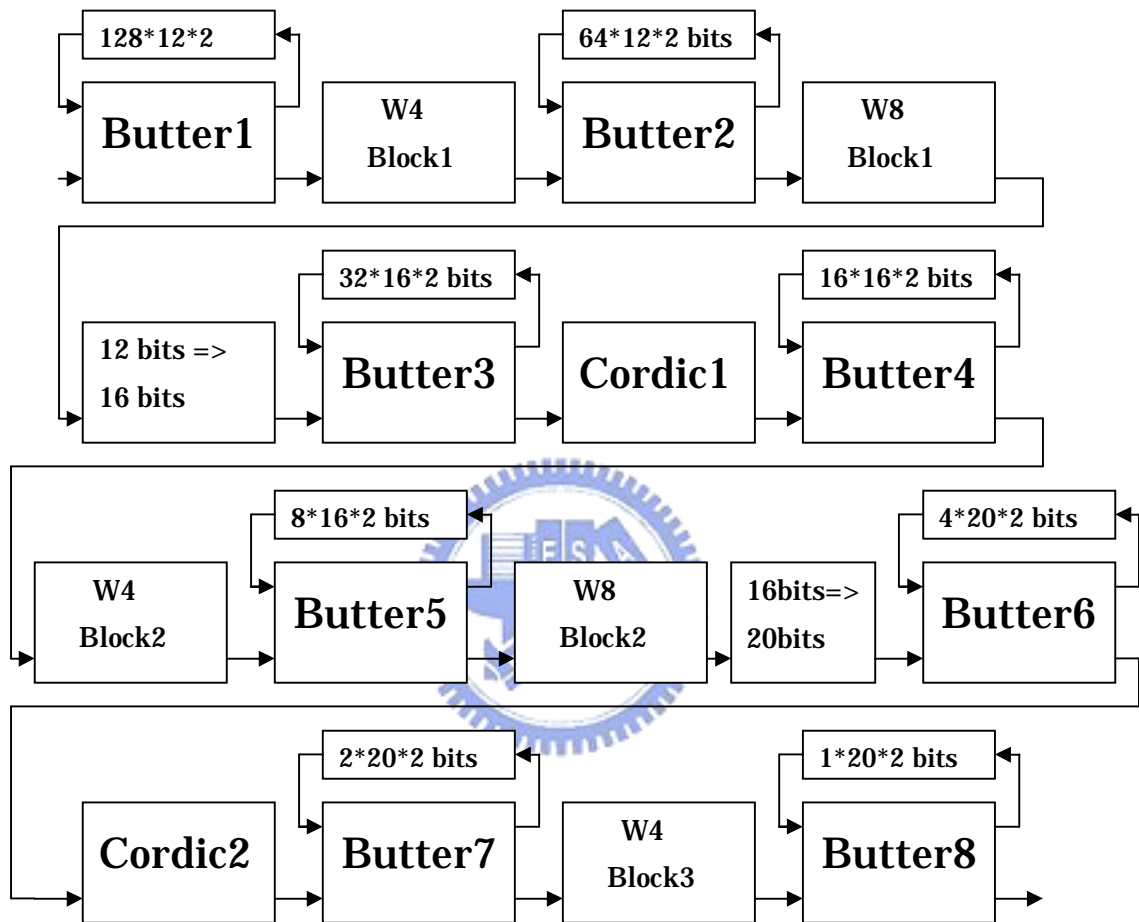 128*12*2
64*12*2 bits
Butter1
W4
Block1
Butter2
W8
Block1
32*16*2 bits
16*16*2 bits
12 bits =>
16 bits
Butter3
Cordic1
Butter4
8*16*2 bits
4*20*2 bits
W4
Block2
Butter5
W8
Block2
16bits=>
20bits
Butter6
2*20*2 bits
1*20*2 bits
Cordic2
Butter7
W4
Block3
Butter8